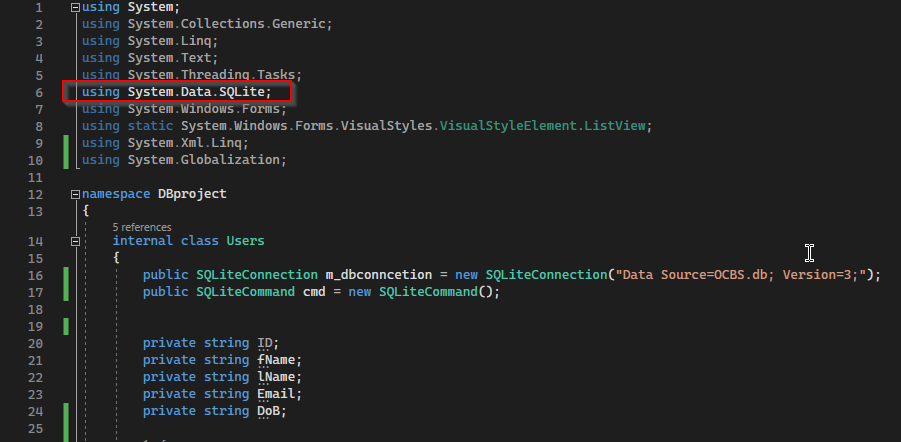 1 using System;
2 using System.Collections.Generic;
3 using System.Linq;
4 using System.Text;
5 using System.Threading.Tasks;
6 using System.Data.SQLite;
7 using System.Windows.Forms;
8 using static System.Windows.Forms.VisualStyles.VisualStyleElement.ListView;
9 using System.Xml.Linq;
10 using System.Globalization;
11
12 namespace DBproject
13 {
5 references
14 internal class Users
15 {
16 public SQLiteConnection m_dbconncetion = new SQLiteConnection("Data Source=OCBS.db; Version=3;");
17 public SQLiteCommand cmd = new SQLiteCommand();
18
19
20 private string ID;
21 private string fName;
22 private string lName;
23 private string Email;
24 private string DoB;
25